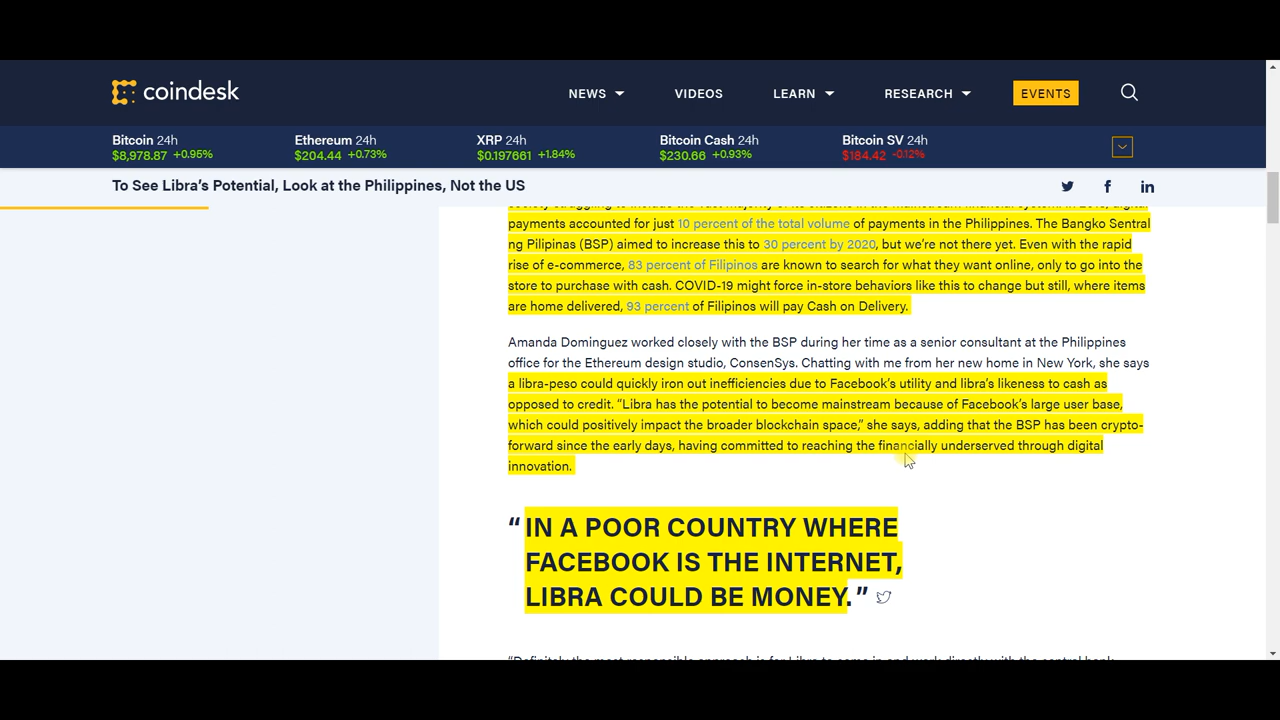 coindesk
NEWS VIDEOS LEARN RESEARCH EVENTS
Bitcoin 24h Ethereum 24h XRP 24h Bitcoin Cash 24h Bitcoin SV 24h
$8,978.87 +0.95% $204.44 +0.73% $0.197661 +1.84% $230.66 +0.93% $184.42 -0.12%
To See Libra's Potential, Look at the Philippines, Not the US
payments accounted for just 10 percent of the total volume of payments in the Philippines. The Bangko Sentral
ng Pilipinas (BSP) aimed to increase this to 30 percent by 2020, but we're not there yet. Even with the rapid
rise of e-commerce, 83 percent of Filipinos are known to search for what they want online, only to go into the
store to purchase with cash. COVID-19 might force in-store behaviors like this to change but still, where items
are home delivered, 93 percent of Filipinos will pay Cash on Delivery.
Amanda Dominguez worked closely with the BSP during her time as a senior consultant at the Philippines
office for the Ethereum design studio, ConsenSys. Chatting with me from her new home in New York, she says
a libra-peso could quickly iron out inefficiencies due to Facebook's utility and libra's likeness to cash as
opposed to credit. “Libra has the potential to become mainstream because of Facebook's large user base,
which could positively impact the broader blockchain space,” she says, adding that the BSP has been crypto-
forward since the early days, having committed to reaching the financially underserved through digital
innovation.
“IN A POOR COUNTRY WHERE
FACEBOOK IS THE INTERNET,
LIBRA COULD BE MONEY.”